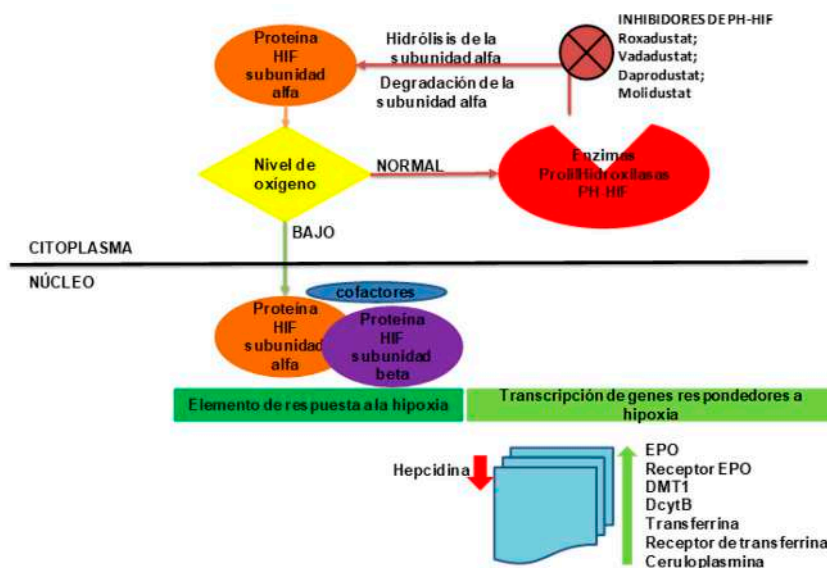 Proteína
HIF
subunidad
alfa
Hidrólisis de la
subunidad alfa
Degradación de la
subunidad alfa
INHIBIDORES DE PH-HIF
Roxadustat;
Vadadustat;
Daprodustat;
Molidustat
Nivel de
oxígeno
NORMAL
Enzimas
ProlilHidroxilasas
PH-HIF
BAJO
CITOPLASMA
NÚCLEO
cofactores
Proteína
HIF
subunidad
alfa
Proteína
HIF
subunidad
beta
Elemento de respuesta a la hipoxia
Transcripción de genes respondedores a
hipoxia
Hepcidina
EPO
Receptor EPO
DMT1
DcytB
Transferrina
Receptor de transferrina
Ceruloplasmina